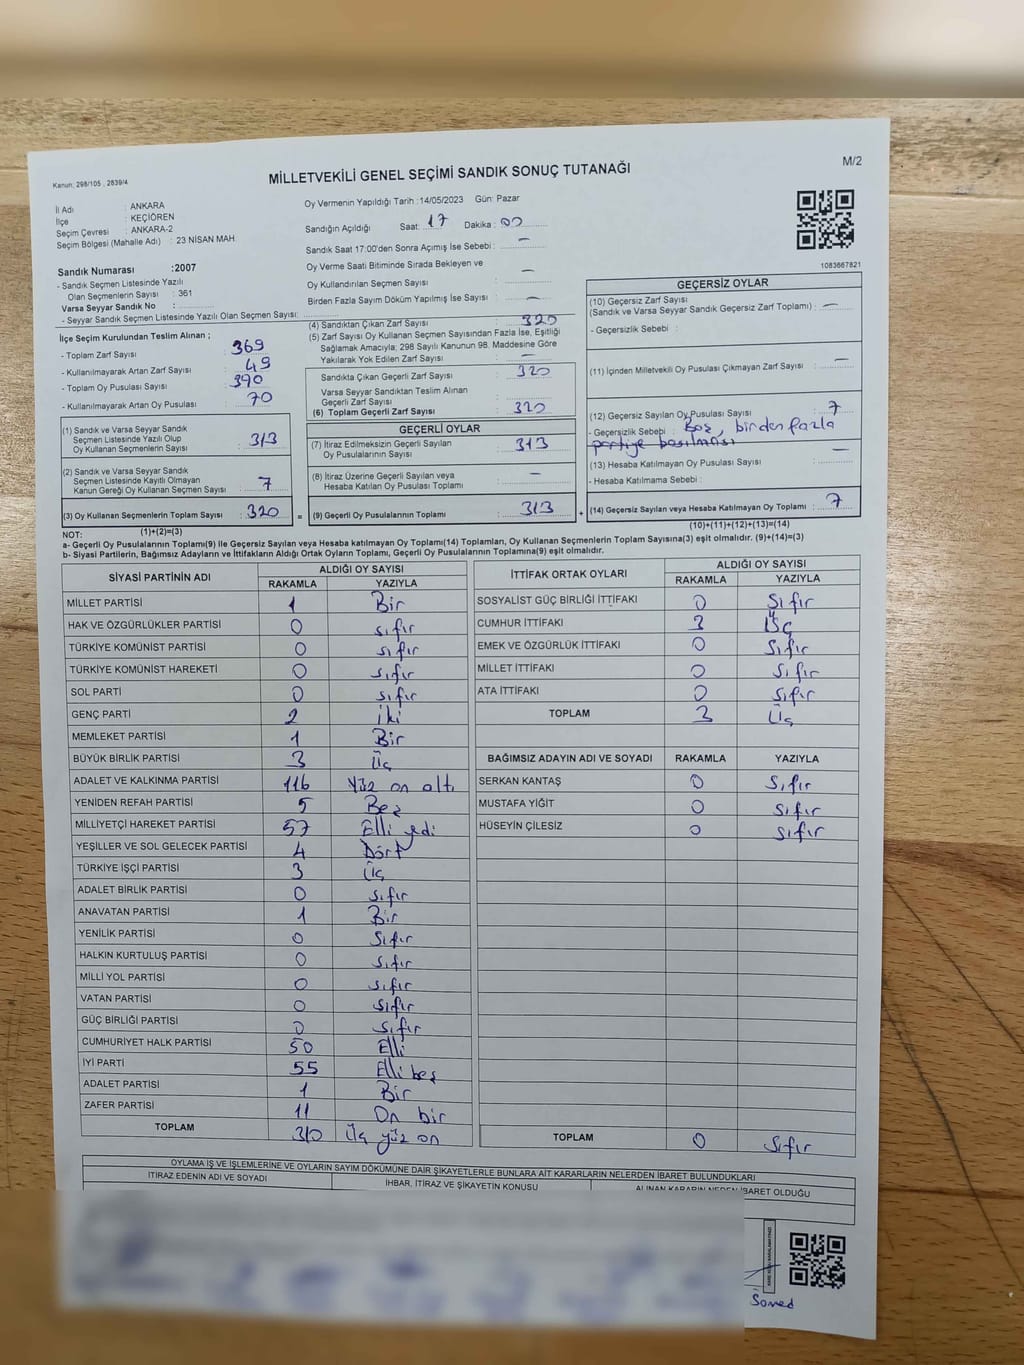 Kanun, 298/105 , 2839/4
MİLLETVEKİLİ GENEL SEÇİMİ SANDIK SONUÇ TUTANAĞI
M/2
İl Adı : ANKARA
İlçe : KEÇİÖREN
Seçim Çevresi : ANKARA-2
Seçim Bölgesi (Mahalle Adı) : 23 NİSAN MAH
Sandık Numarası :2007
- Sandık Seçmen Listesinde Yazılı
Olan Seçmenlerin Sayısı : 361
Varsa Seyyar Sandık No :
- Seyyar Sandık Seçmen Listesinde Yazılı Olan Seçmen Sayısı:
Oy Vermenin Yapıldığı Tarih :14/05/2023 Gün: Pazar
Sandığın Açıldığı Saat: 17 Dakika : 00
Sandık Saat 17:00'den Sonra Açımış İse Sebebi : —
Oy Verme Saati Bitiminde Sırada Bekleyen ve
Oy Kullandırılan Seçmen Sayısı : —
Birden Fazla Sayım Döküm Yapılmış İse Sayısı : —
1083667821
İlçe Seçim Kurulundan Teslim Alınan ;
- Toplam Zarf Sayısı : 369
- Kullanılmayarak Artan Zarf Sayısı : 49
- Toplam Oy Pusulası Sayısı : 390
- Kullanılmayarak Artan Oy Pusulası : 70
(1) Sandık ve Varsa Seyyar Sandık
Seçmen Listesinde Yazılı Olup
Oy Kullanan Seçmenlerin Sayısı : 313
(2) Sandık ve Varsa Seyyar Sandık
Seçmen Listesinde Kayıtlı Olmayan
Kanun Gereği Oy Kullanan Seçmen Sayısı : 7
(3) Oy Kullanan Seçmenlerin Toplam Sayısı : 320
(1)+(2)=(3)
(4) Sandıktan Çıkan Zarf Sayısı : 320
(5) Zarf Sayısı Oy Kullanan Seçmen Sayısından Fazla İse, Eşitliği
Sağlamak Amacıyla; 298 Sayılı Kanunun 98. Maddesine Göre
Yakılarak Yok Edilen Zarf Sayısı : —
Sandıkta Çıkan Geçerli Zarf Sayısı : 320
Varsa Seyyar Sandıktan Teslim Alınan
Geçerli Zarf Sayısı :
(6) Toplam Geçerli Zarf Sayısı : 320
GEÇERLİ OYLAR
(7) İtiraz Edilmeksizin Geçerli Sayılan
Oy Pusulalarının Sayısı : 313
(8) İtiraz Üzerine Geçerli Sayılan veya
Hesaba Katılan Oy Pusulası Toplamı : —
= (9) Geçerli Oy Pusulalarının Toplamı : 313 +
GEÇERSİZ OYLAR
(10) Geçersiz Zarf Sayısı
(Sandık ve Varsa Seyyar Sandık Geçersiz Zarf Toplamı) : —
- Geçersizlik Sebebi :
(11) İçinden Milletvekili Oy Pusulası Çıkmayan Zarf Sayısı : —
(12) Geçersiz Sayılan Oy Pusulası Sayısı : 7
- Geçersizlik Sebebi : Boş, birden fazla
partiye basılması
(13) Hesaba Katılmayan Oy Pusulası Sayısı : —
- Hesaba Katılmama Sebebi :
(14) Geçersiz Sayılan veya Hesaba Katılmayan Oy Toplamı : 7
(10)+(11)+(12)+(13)=(14)
NOT:
a- Geçerli Oy Pusulalarının Toplamı(9) ile Geçersiz Sayılan veya Hesaba Katılmayan Oy Toplamı(14) Toplamları, Oy Kullanan Seçmenlerin Toplam Sayısına(3) eşit olmalıdır. (9)+(14)=(3)
b- Siyasi Partilerin, Bağımsız Adayların ve İttifakların Aldığı Ortak Oyların Toplamı, Geçerli Oy Pusulalarının Toplamına(9) eşit olmalıdır.
SİYASİ PARTİNİN ADI ALDIĞI OY SAYISI
RAKAMLA YAZIYLA
MİLLET PARTİSİ 1 Bir
HAK VE ÖZGÜRLÜKLER PARTİSİ 0 sıfır
TÜRKİYE KOMÜNİST PARTİSİ 0 sıfır
TÜRKİYE KOMÜNİST HAREKETİ 0 sıfır
SOL PARTİ 0 sıfır
GENÇ PARTİ 2 İki
MEMLEKET PARTİSİ 1 Bir
BÜYÜK BİRLİK PARTİSİ 3 Üç
ADALET VE KALKINMA PARTİSİ 116 Yüz on altı
YENİDEN REFAH PARTİSİ 5 Beş
MİLLİYETÇİ HAREKET PARTİSİ 57 Elli yedi
YEŞİLLER VE SOL GELECEK PARTİSİ 4 Dört
TÜRKİYE İŞÇİ PARTİSİ 3 Üç
ADALET BİRLİK PARTİSİ 0 sıfır
ANAVATAN PARTİSİ 1 Bir
YENİLİK PARTİSİ 0 Sıfır
HALKIN KURTULUŞ PARTİSİ 0 sıfır
MİLLİ YOL PARTİSİ 0 sıfır
VATAN PARTİSİ 0 sıfır
GÜÇ BİRLİĞİ PARTİSİ 0 sıfır
CUMHURİYET HALK PARTİSİ 50 Elli
İYİ PARTİ 55 Elli beş
ADALET PARTİSİ 1 Bir
ZAFER PARTİSİ 11 On bir
TOPLAM 310 Üç yüz on
İTTİFAK ORTAK OYLARI ALDIĞI OY SAYISI
RAKAMLA YAZIYLA
SOSYALİST GÜÇ BİRLİĞİ İTTİFAKI 0 Sıfır
CUMHUR İTTİFAKI 3 Üç
EMEK VE ÖZGÜRLÜK İTTİFAKI 0 Sıfır
MİLLET İTTİFAKI 0 Sıfır
ATA İTTİFAKI 0 Sıfır
TOPLAM 3 Üç
BAĞIMSIZ ADAYIN ADI VE SOYADI RAKAMLA YAZIYLA
SERKAN KANTAŞ 0 Sıfır
MUSTAFA YİĞİT 0 Sıfır
HÜSEYİN ÇİLESİZ 0 Sıfır
TOPLAM 0 Sıfır
OYLAMA İŞ VE İŞLEMLERİNE VE OYLARIN SAYIM DÖKÜMÜNE DAİR ŞİKAYETLERLE BUNLARA AİT KARARLARIN NELERDEN İBARET BULUNDUKLARI
İTİRAZ EDENİN ADI VE SOYADI İHBAR, İTİRAZ VE ŞİKAYETİN KONUSU ALINAN KARARIN NEDEN İBARET OLDUĞU